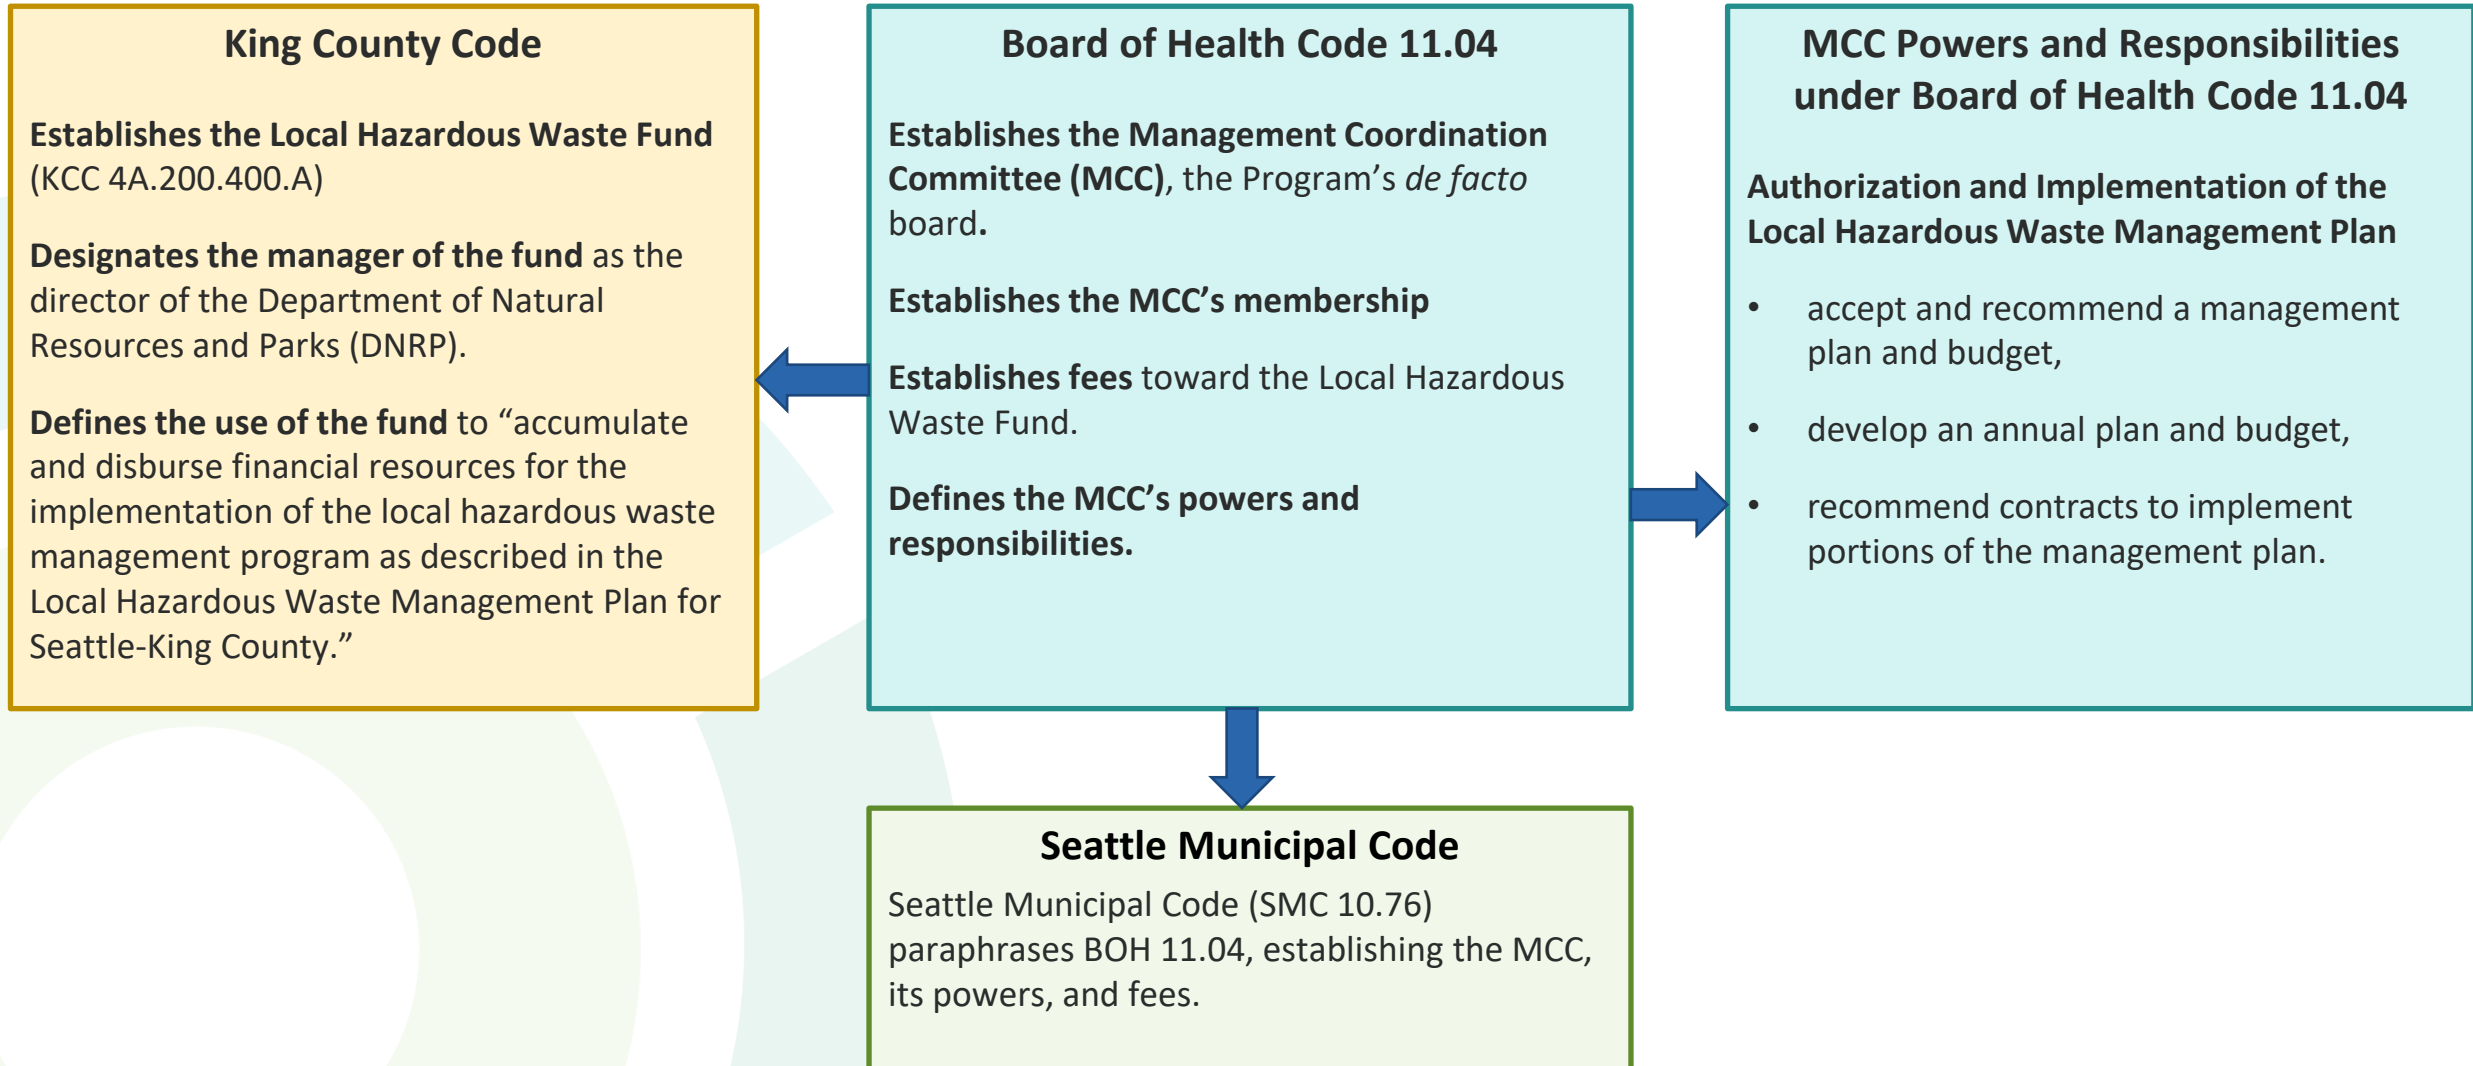 King County Code
Establishes the Local Hazardous Waste Fund
(KCC 4A.200.400.A)
Designates the manager of the fund as the
director of the Department of Natural
Resources and Parks (DNRP).
Defines the use of the fund to “accumulate
and disburse financial resources for the
implementation of the local hazardous waste
management program as described in the
Local Hazardous Waste Management Plan for
Seattle-King County.”
Board of Health Code 11.04
Establishes the Management Coordination
Committee (MCC), the Program’s de facto
board.
Establishes the MCC’s membership
Establishes fees toward the Local Hazardous
Waste Fund.
Defines the MCC’s powers and
responsibilities.
MCC Powers and Responsibilities
under Board of Health Code 11.04
Authorization and Implementation of the
Local Hazardous Waste Management Plan
• accept and recommend a management
plan and budget,
• develop an annual plan and budget,
• recommend contracts to implement
portions of the management plan.
Seattle Municipal Code
Seattle Municipal Code (SMC 10.76)
paraphrases BOH 11.04, establishing the MCC,
its powers, and fees.